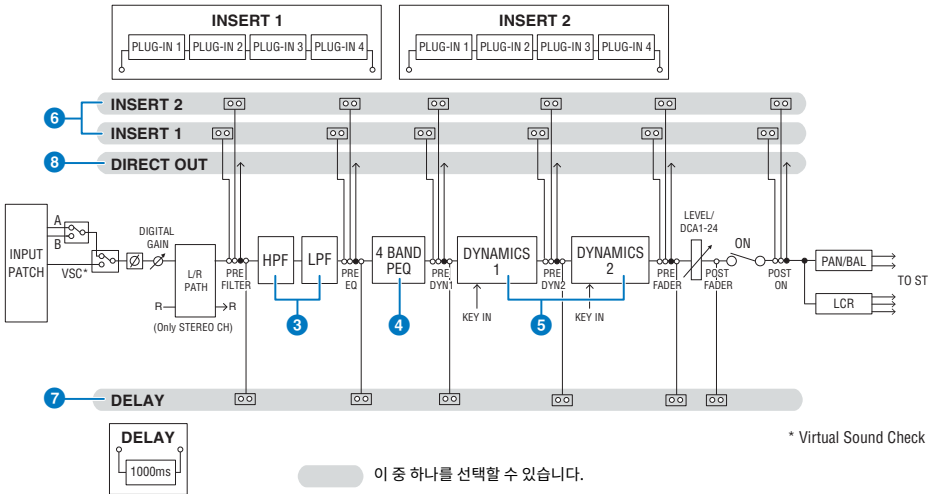 INSERT 1
PLUG-IN 1 PLUG-IN 2 PLUG-IN 3 PLUG-IN 4
INSERT 2
PLUG-IN 1 PLUG-IN 2 PLUG-IN 3 PLUG-IN 4
6
INSERT 2
INSERT 1
8
DIRECT OUT
INPUT
PATCH
A
B
VSC*
DIGITAL
GAIN
L/R
PATH
R
R
(Only STEREO CH)
PRE
FILTER
HPF
LPF
3
PRE
EQ
4 BAND
PEQ
4
PRE
DYN1
DYNAMICS
1
KEY IN
5
PRE
DYN2
DYNAMICS
2
KEY IN
PRE
FADER
LEVEL/
DCA1-24
POST
FADER
ON
POST
ON
PAN/BAL
LCR
TO ST
7
DELAY
DELAY
1000ms
* Virtual Sound Check
이 중 하나를 선택할 수 있습니다.